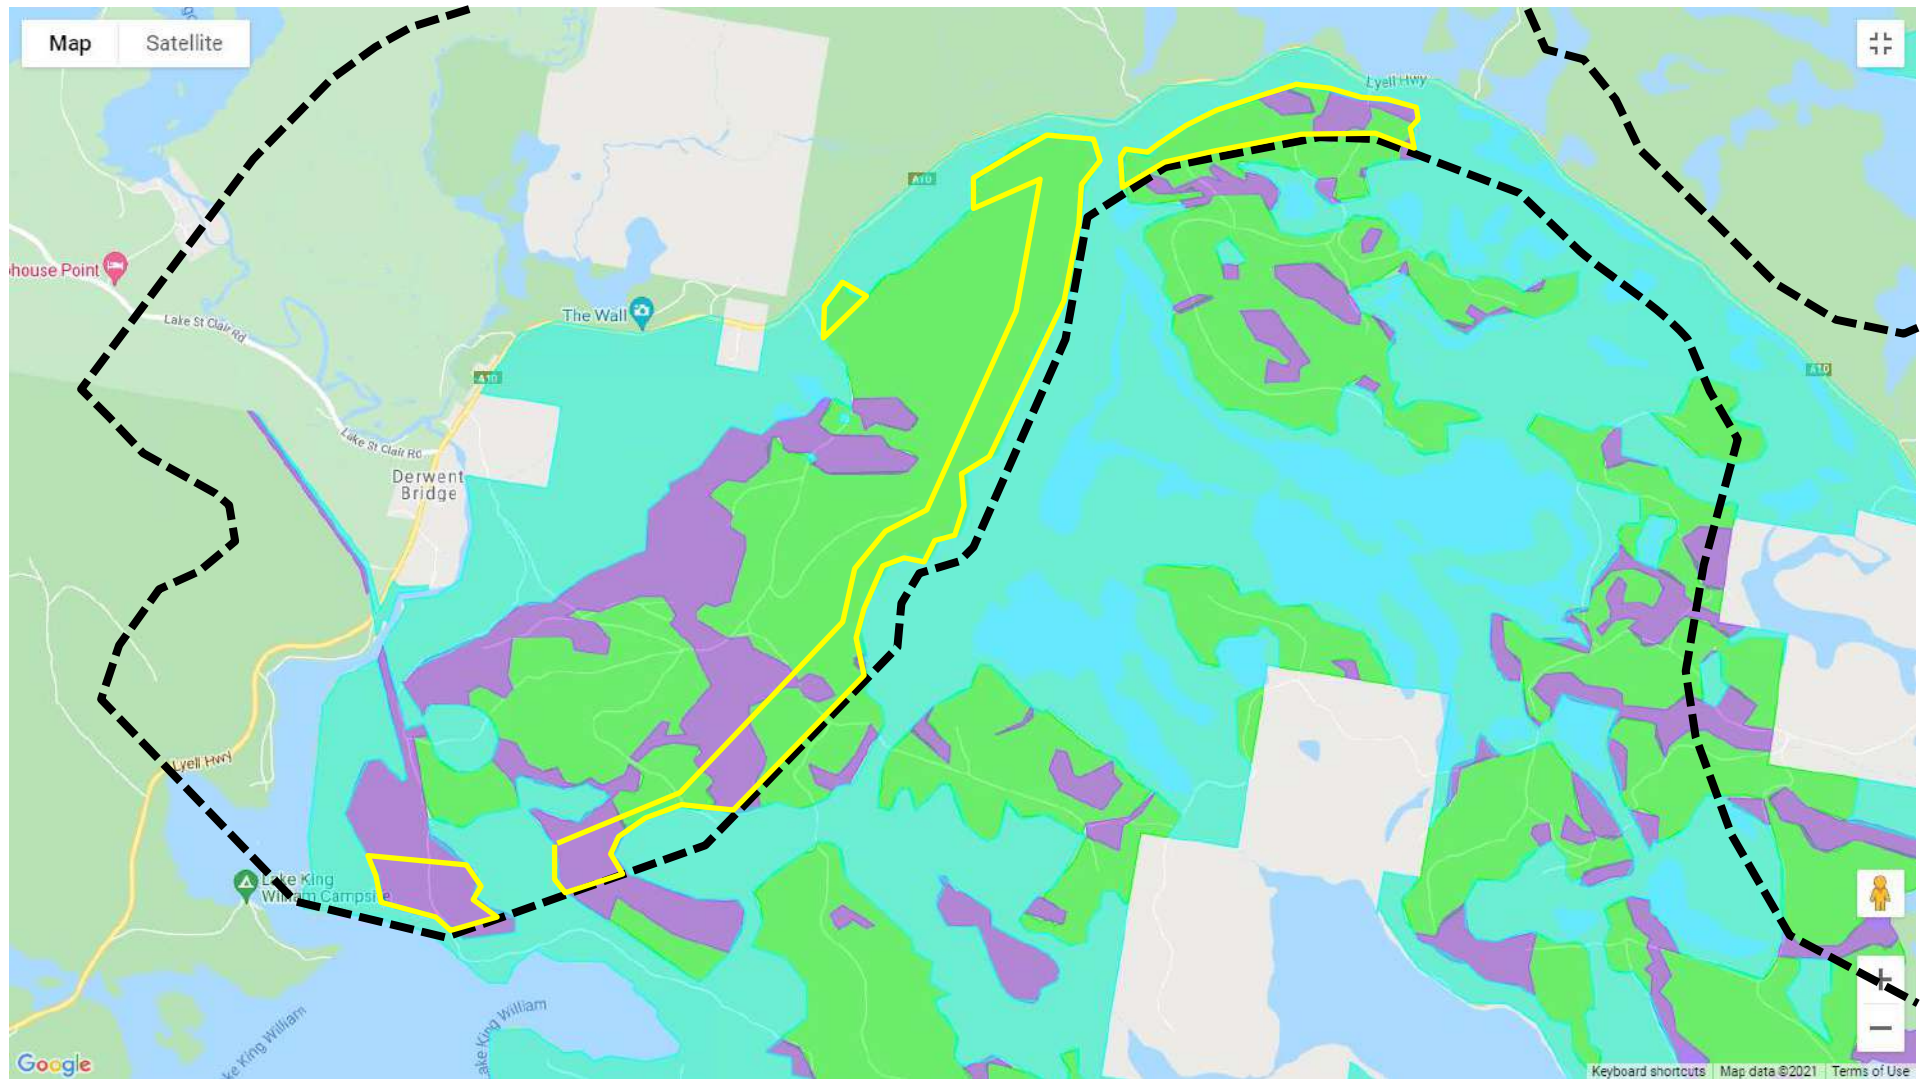 Map
Satellite
Lyell Hwy
A10
house Point
Lake St Clair Rd
The Wall
A10
A10
Lake St Clair Rd
Derwent
Bridge
Lyell Hwy
Lake King
William Campsite
Lake King William
ke King William
Google
Keyboard shortcuts
Map data ©2021
Terms of Use